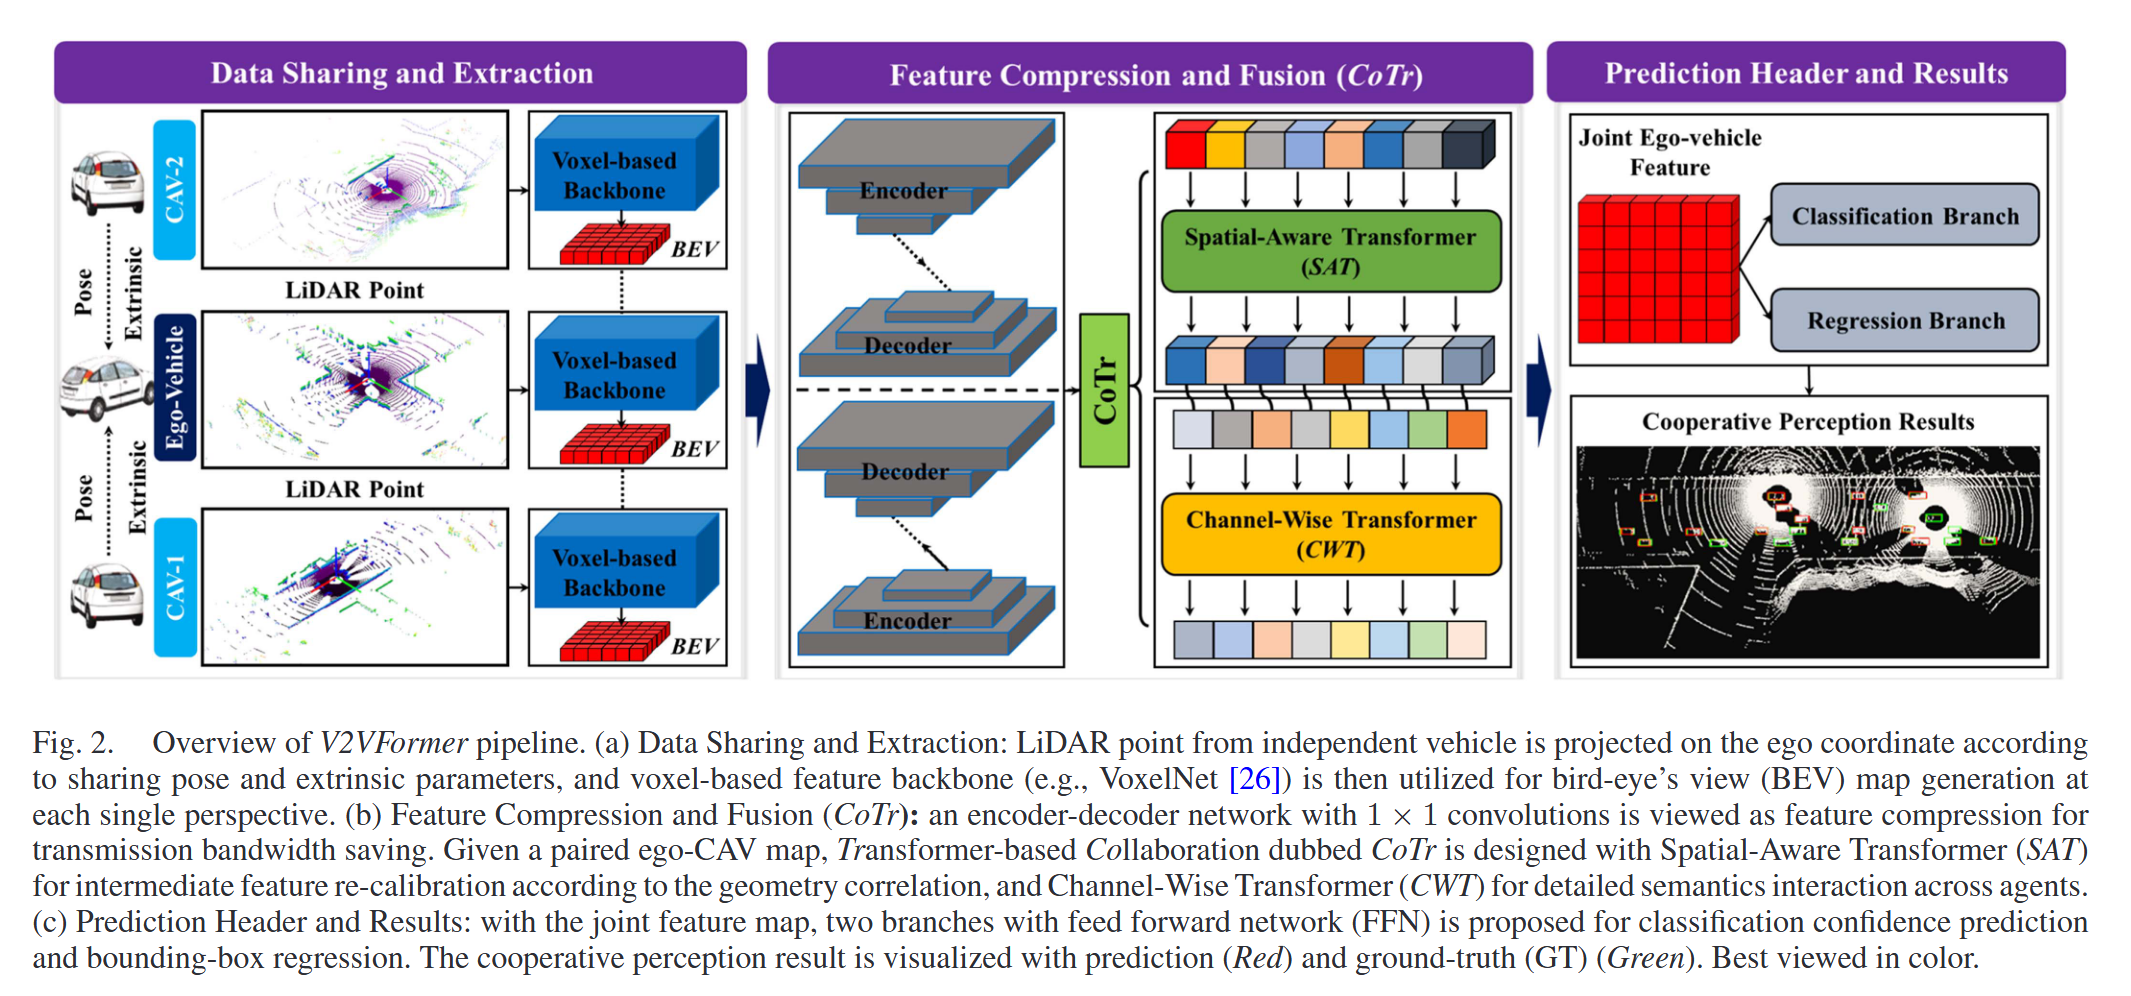 Data Sharing and Extraction
CAV-2
Voxel-based
Backbone
BEV
LiDAR Point
Pose
Extrinsic
Ego-Vehicle
Voxel-based
Backbone
BEV
LiDAR Point
Pose
Extrinsic
CAV-1
Voxel-based
Backbone
BEV
Feature Compression and Fusion (CoTr)
Encoder
Decoder
Decoder
Encoder
CoTr
Spatial-Aware Transformer
(SAT)
Channel-Wise Transformer
(CWT)
Prediction Header and Results
Joint Ego-vehicle
Feature
Classification Branch
Regression Branch
Cooperative Perception Results
Fig. 2. Overview of V2VFormer pipeline. (a) Data Sharing and Extraction: LiDAR point from independent vehicle is projected on the ego coordinate according
to sharing pose and extrinsic parameters, and voxel-based feature backbone (e.g., VoxelNet [26]) is then utilized for bird-eye's view (BEV) map generation at
each single perspective. (b) Feature Compression and Fusion (CoTr): an encoder-decoder network with 1 × 1 convolutions is viewed as feature compression for
transmission bandwidth saving. Given a paired ego-CAV map, Transformer-based Collaboration dubbed CoTr is designed with Spatial-Aware Transformer (SAT)
for intermediate feature re-calibration according to the geometry correlation, and Channel-Wise Transformer (CWT) for detailed semantics interaction across agents.
(c) Prediction Header and Results: with the joint feature map, two branches with feed forward network (FFN) is proposed for classification confidence prediction
and bounding-box regression. The cooperative perception result is visualized with prediction (Red) and ground-truth (GT) (Green). Best viewed in color.